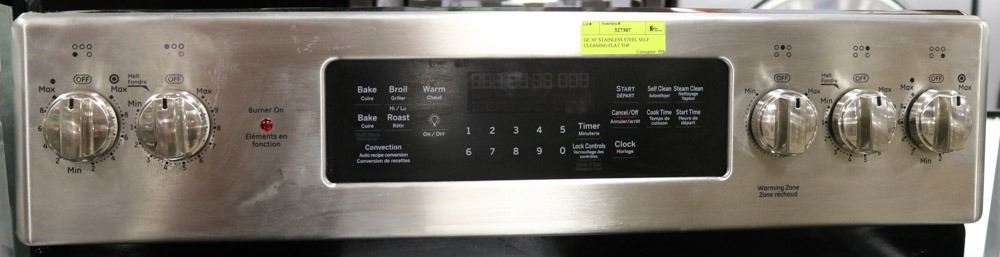 Lot # Inventory #
327307
GE 30" STAINLESS STEEL SELF
CLEANING FLAT TOP
Consignor
Max
OFF
Max
Melt
Fondre
OFF
Max
Min
Min
Burner On
Éléments en
fonction
Bake
Cuire
Broil
Griller
Hi / Lo
Warm
Chaud
Bake
Cuire
Roast
Rôtir
On / Off
Convection
Auto recipe conversion
Conversion de recettes
1 2 3 4 5
6 7 8 9 0
Timer
Minuterie
Lock Controls
Verrouillage des
contrôles
START
DÉPART
Self Clean
Autonettoyer
Steam Clean
Nettoyage
Vapeur
Cancel/Off
Annuler/arrêt
Cook Time
Temps de
cuisson
Start Time
Heure de
départ
Clock
Horloge
OFF
Warming Zone
Zone réchaud
Melt
Fondre
OFF
Max
Min
Max
OFF
Max
Min